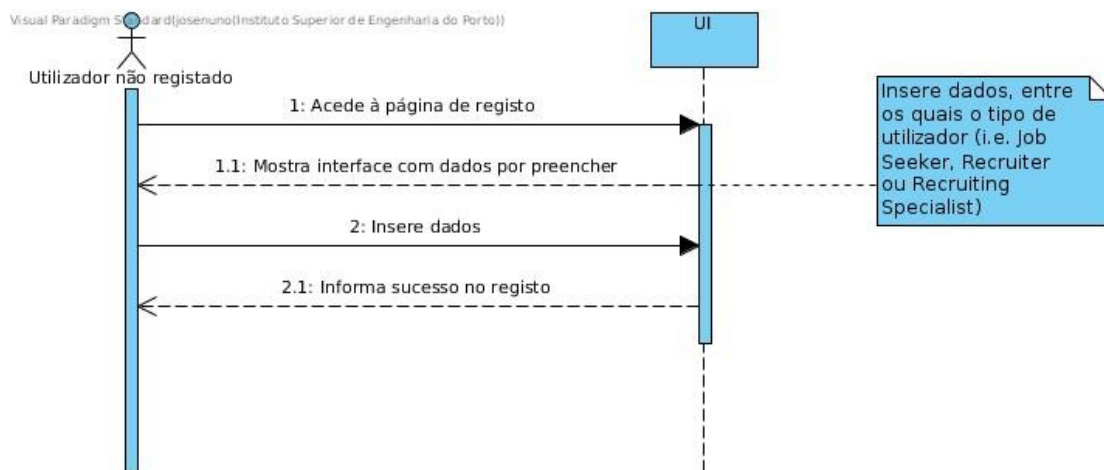 Visual Paradigm Standard(josenuno(Instituto Superior de Engenharia do Porto))
Utilizador não registado
UI
1: Acede à página de registo
1.1: Mostra interface com dados por preencher
2: Insere dados
2.1: Informa sucesso no registo
Insere dados, entre
os quais o tipo de
utilizador (i.e. Job
Seeker, Recruiter
ou Recruiting
Specialist)